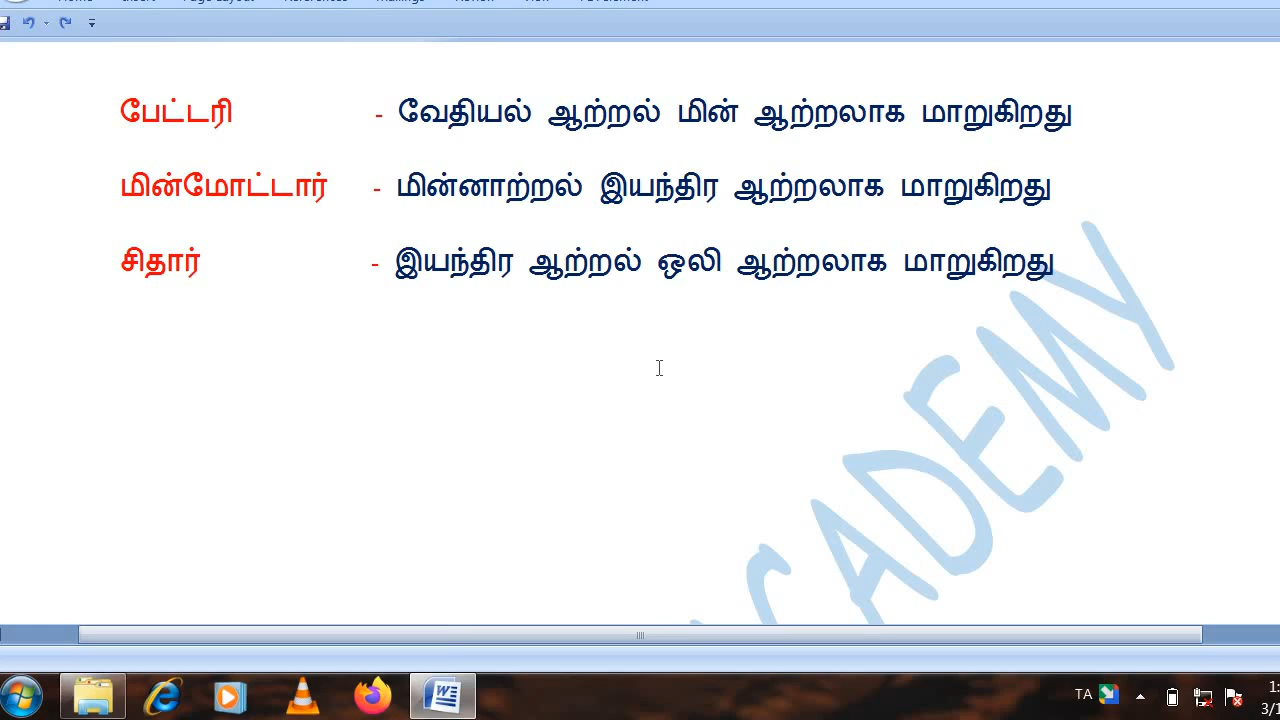 பேட்டரி - வேதியல் ஆற்றல் மின் ஆற்றலாக மாறுகிறது
மின்மோட்டார் - மின்னாற்றல் இயந்திர ஆற்றலாக மாறுகிறது
சிதார் - இயந்திர ஆற்றல் ஒலி ஆற்றலாக மாறுகிறது
CADEMY
TA